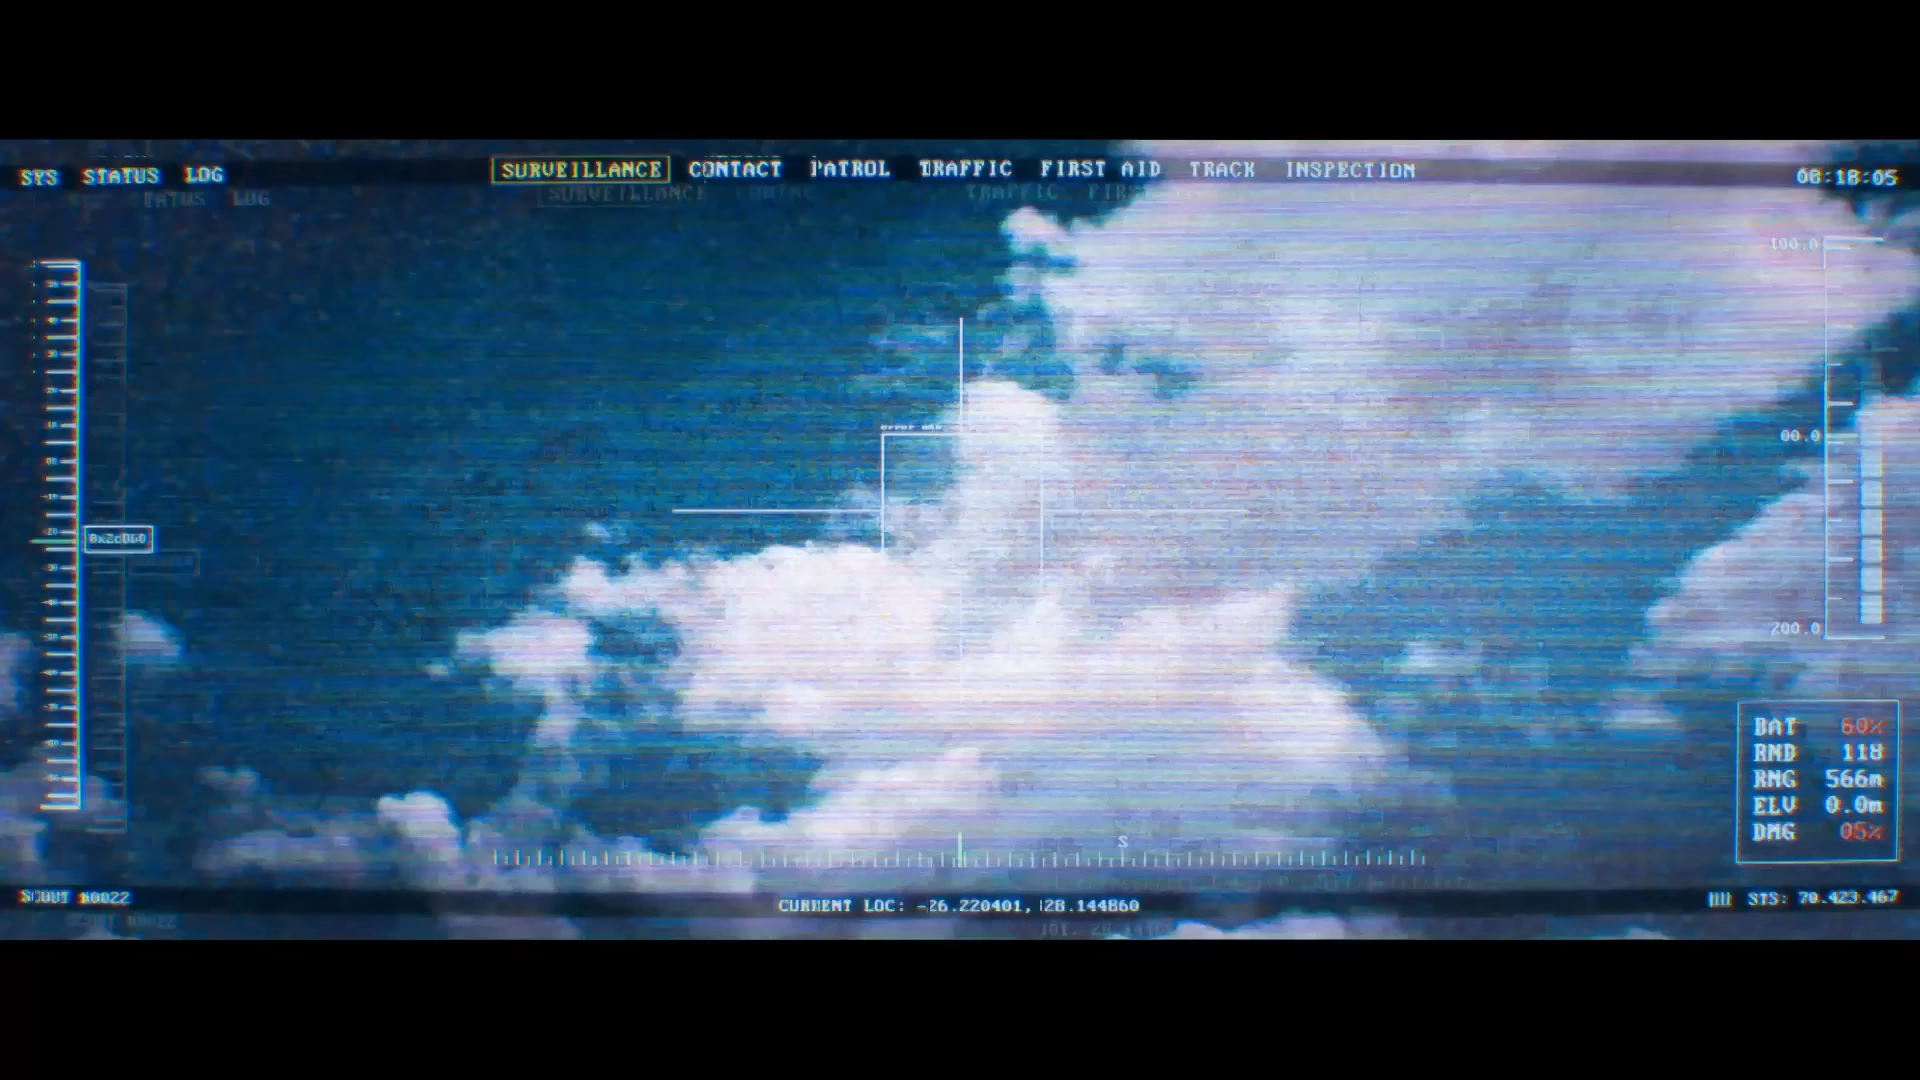 SYS STATUS LOG
SURVEILLANCE CONTACT PATROL TRAFFIC FIRST AID TRACK INSPECTION
08:18:05
100.0
00.0
200.0
BAT 60%
RND 118
RNG 566m
ELV 0.0m
DMG 05%
S
SCOUT
CURRENT LOC: -26.220401, 28.144860
STS: 70.423.467